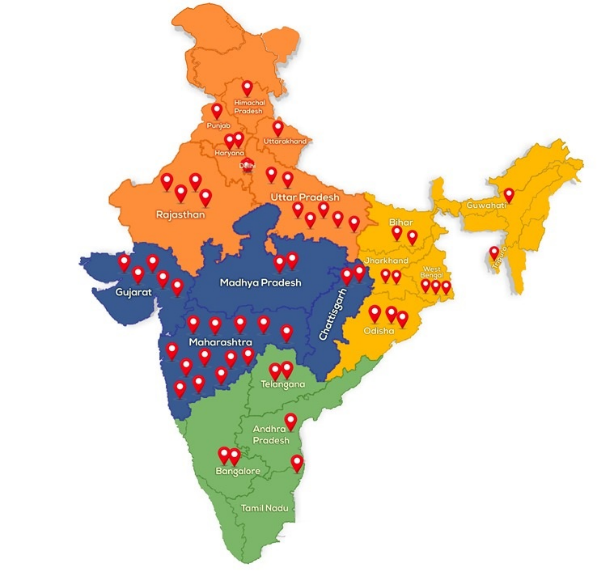 Himachal
Pradesh
Punjab
Uttarakhand
Haryana
Delhi
Uttar Pradesh
Rajasthan
Guwahati
Bihar
Jharkhand
West
Bengal
Gujarat
Madhya Pradesh
Chattisgarh
Odisha
Maharashtra
Telangana
Andhra
Pradesh
Bangalore
Tamil Nadu